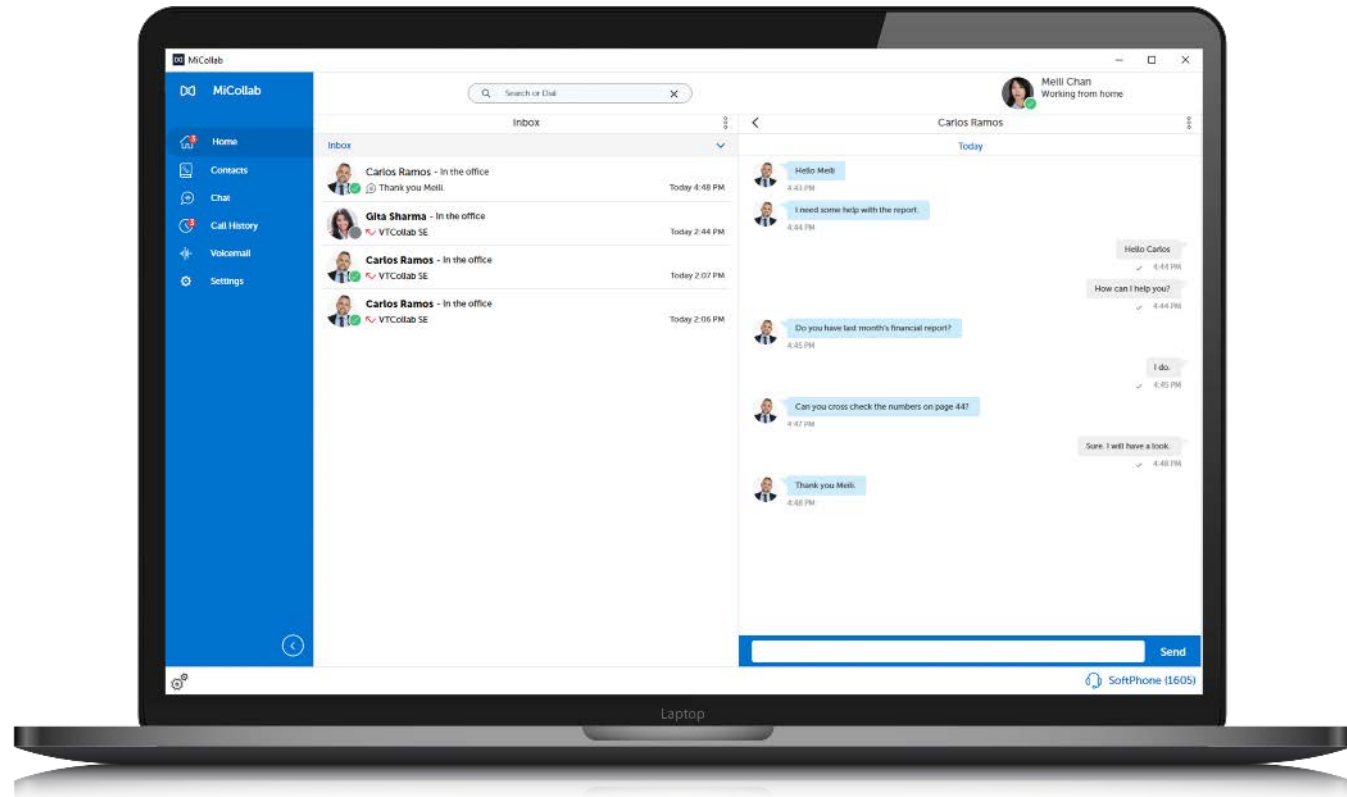 MiCollab
MiCollab
Search or Dial
Meili Chan
Working from home
3
Home
Contacts
Chat
3
Call History
Voicemail
Settings
Inbox
Inbox
Carlos Ramos - In the office
Thank you Meili.
Today 4:48 PM
Gita Sharma - In the office
VTCollab SE
Today 2:44 PM
Carlos Ramos - In the office
VTCollab SE
Today 2:07 PM
Carlos Ramos - In the office
VTCollab SE
Today 2:06 PM
Carlos Ramos
Today
Hello Meili
4:43 PM
I need some help with the report.
4:44 PM
Hello Carlos
4:44 PM
How can I help you?
4:44 PM
Do you have last month's financial report?
4:45 PM
I do.
4:45 PM
Can you cross check the numbers on page 44?
4:47 PM
Sure. I will have a look.
4:48 PM
Thank you Meili.
4:48 PM
Send
SoftPhone (1605)
Laptop